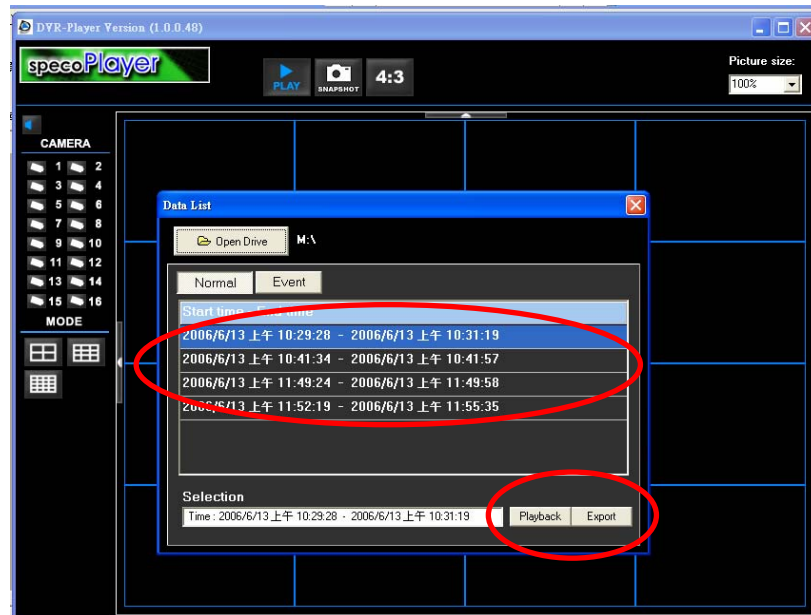 DVR-Player Version (1.0.0.48)
specoPlayer
PLAY
SNAPSHOT
4:3
Picture size:
100%
CAMERA
1 2
3 4
5 6
7 8
9 10
11 12
13 14
15 16
MODE
Data List
Open Drive M:\
Normal Event
Start time - End time
2006/6/13 上午 10:29:28 - 2006/6/13 上午 10:31:19
2006/6/13 上午 10:41:34 - 2006/6/13 上午 10:41:57
2006/6/13 上午 11:49:24 - 2006/6/13 上午 11:49:58
2006/6/13 上午 11:52:19 - 2006/6/13 上午 11:55:35
Selection
Time : 2006/6/13 上午 10:29:28 - 2006/6/13 上午 10:31:19
Playback Export